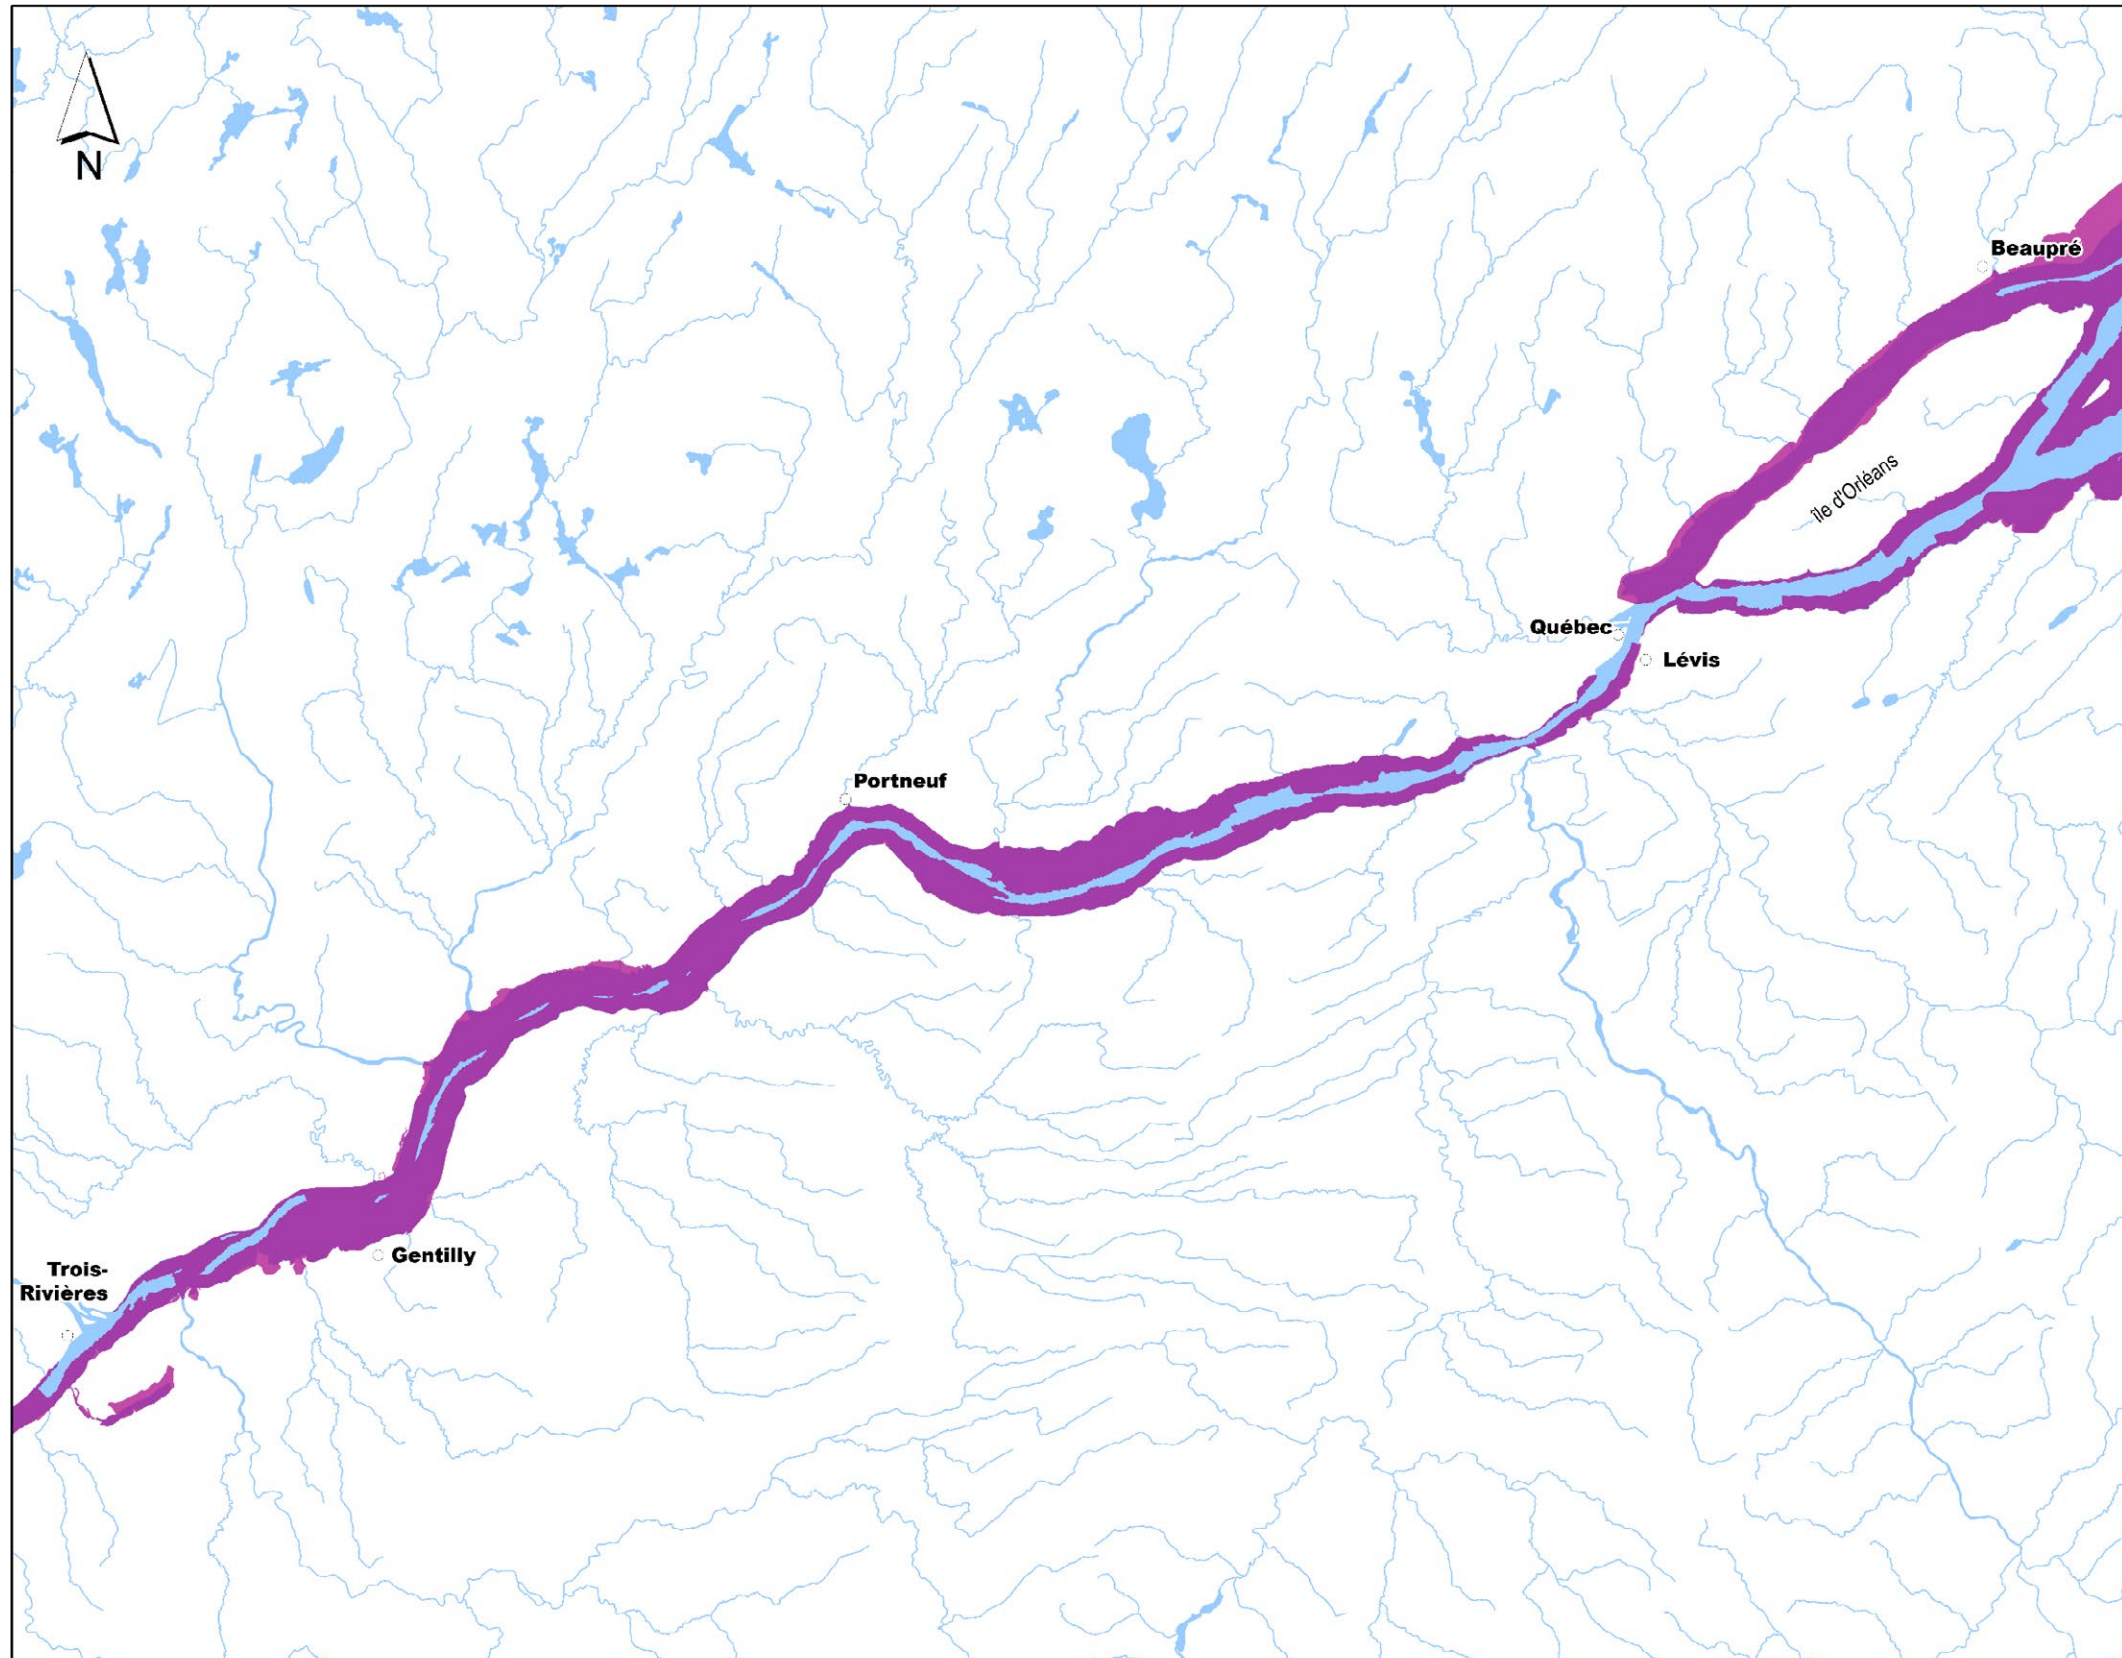 N
Beaupré
île d'Orléans
Québec
Lévis
Portneuf
Gentilly
Trois-
Rivières